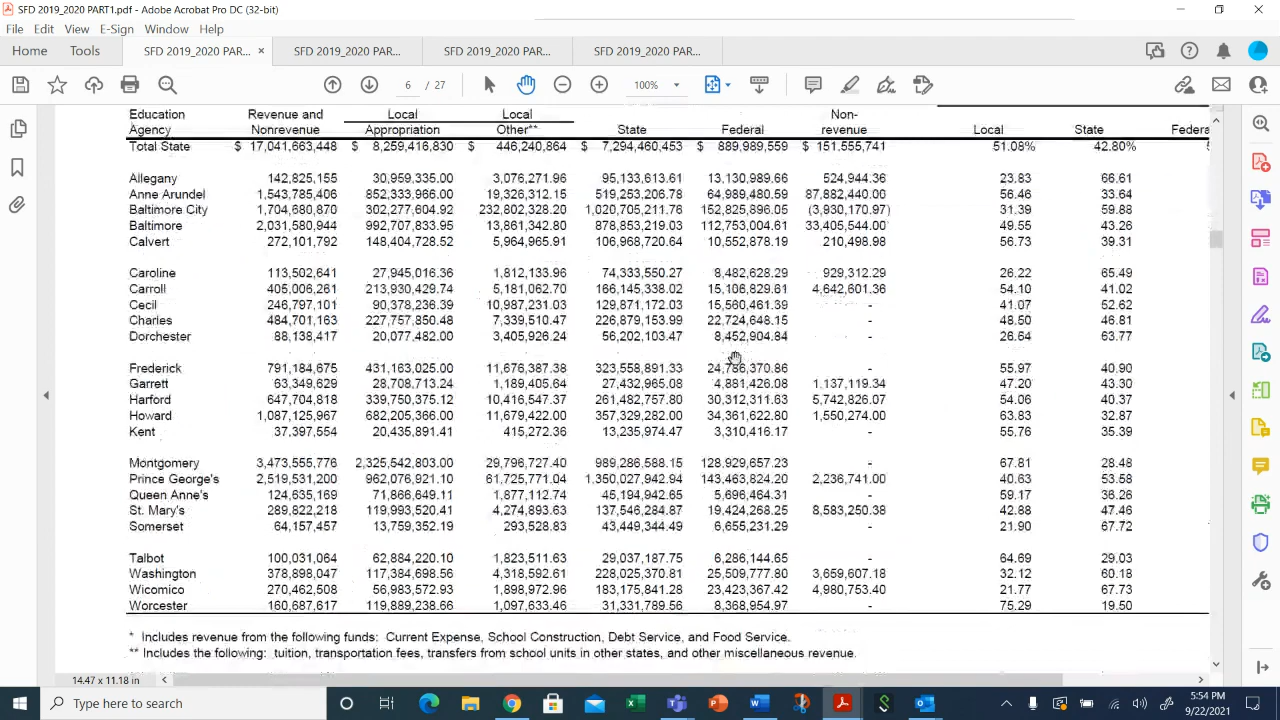 SFD 2019_2020 PART1.pdf - Adobe Acrobat Pro DC (32-bit)
File Edit View E-Sign Window Help
Home Tools SFD 2019_2020 PAR... × SFD 2019_2020 PAR... SFD 2019_2020 PAR... SFD 2019_2020 PAR...
6 / 27 100%
Education Revenue and Local Local Non-
Agency Nonrevenue Appropriation Other** State Federal revenue Local State Federa
Total State $ 17,041,663,448 $ 8,259,416,830 $ 446,240,864 $ 7,294,460,453 $ 889,989,559 $ 151,555,741 51.08% 42.80%
Allegany 142,825,155 30,959,335.00 3,076,271.93 95,133,613.61 13,130,989.66 524,944.36 23.83 66.61
Anne Arundel 1,543,785,406 852,333,966.00 19,326,312.15 519,253,206.78 64,989,480.59 87,882,440.00 56.46 33.64
Baltimore City 1,704,680,870 302,277,604.92 232,802,328.20 1,020,705,211.76 152,825,896.05 (3,930,170.97) 31.39 59.88
Baltimore 2,031,580,944 992,707,833.95 13,861,342.80 878,853,219.03 112,753,004.61 33,405,544.00 49.55 43.26
Calvert 272,101,792 148,404,728.52 5,964,965.91 106,968,720.64 10,552,878.19 210,498.98 56.73 39.31
Caroline 113,502,641 27,945,016.36 1,812,133.96 74,333,550.27 8,482,628.29 929,312.29 26.22 65.49
Carroll 405,006,261 213,930,429.74 5,181,062.70 166,145,338.02 15,106,829.61 4,642,601.36 54.10 41.02
Cecil 246,797,101 90,378,236.39 10,987,231.03 129,871,172.03 15,560,461.39 - 41.07 52.62
Charles 484,701,163 227,757,850.48 7,339,510.47 226,879,153.99 22,724,648.15 - 48.50 46.81
Dorchester 88,138,417 20,077,482.00 3,405,926.24 56,202,103.47 8,452,904.84 - 26.64 63.77
Frederick 791,184,675 431,163,025.00 11,676,387.38 323,558,891.33 24,786,370.86 - 55.97 40.90
Garrett 63,349,629 28,708,713.24 1,189,405.64 27,432,965.08 4,881,426.08 1,137,119.34 47.20 43.30
Harford 647,704,818 339,750,375.12 10,416,547.07 261,482,757.80 30,312,311.63 5,742,826.07 54.06 40.37
Howard 1,087,125,967 682,205,366.00 11,679,422.00 357,329,282.00 34,361,622.80 1,550,274.00 63.83 32.87
Kent 37,397,554 20,435,891.41 415,272.36 13,235,974.47 3,310,416.17 - 55.76 35.39
Montgomery 3,473,555,776 2,325,542,803.00 29,796,727.40 989,286,588.15 128,929,657.23 - 67.81 28.48
Prince George's 2,519,531,200 962,076,921.10 61,725,771.04 1,350,027,942.94 143,463,824.20 2,236,741.00 40.63 53.58
Queen Anne's 124,635,169 71,866,649.11 1,877,112.74 45,194,942.65 5,696,464.31 - 59.17 36.26
St. Mary's 289,822,218 119,993,520.41 4,274,893.63 137,546,284.87 19,424,268.25 8,583,250.38 42.88 47.46
Somerset 64,157,457 13,759,352.19 293,528.83 43,449,344.49 6,655,231.29 - 21.90 67.72
Talbot 100,031,064 62,884,220.10 1,823,511.63 29,037,187.75 6,286,144.65 - 64.69 29.03
Washington 378,898,047 117,384,698.56 4,318,592.61 228,025,370.81 25,509,777.80 3,659,607.18 32.12 60.18
Wicomico 270,462,508 56,983,572.93 1,898,972.96 183,175,841.28 23,423,367.42 4,980,753.40 21.77 67.73
Worcester 160,687,617 119,889,238.66 1,097,633.46 31,331,789.56 8,368,954.97 - 75.29 19.50
* Includes revenue from the following funds: Current Expense, School Construction, Debt Service, and Food Service.
** Includes the following: tuition, transportation fees, transfers from school units in other states, and other miscellaneous revenue.
14.47 x 11.18 in
Type here to search
5:54 PM
9/22/2021